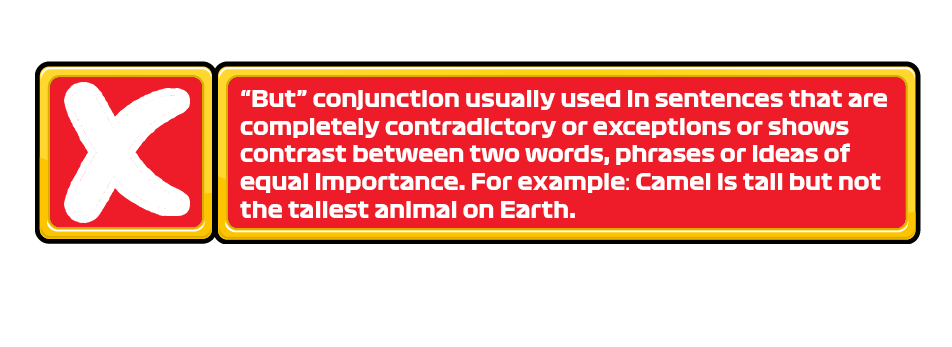 “But” conjunction usually used in sentences that are
completely contradictory or exceptions or shows
contrast between two words, phrases or ideas of
equal importance. For example: Camel is tall but not
the tallest animal on Earth.